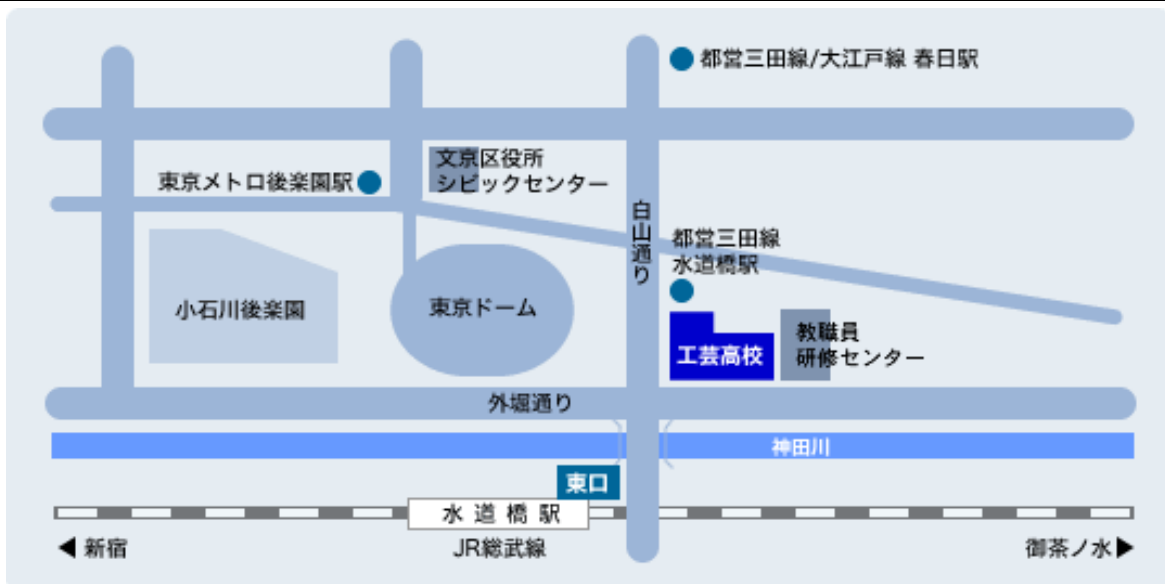 都営三田線/大江戸線 春日駅
文京区役所
シビックセンター
東京メトロ後楽園駅
白山通り
都営三田線
水道橋駅
小石川後楽園
東京ドーム
工芸高校
教職員
研修センター
外堀通り
神田川
東口
水道橋駅
◀新宿
JR総武線
御茶ノ水▶